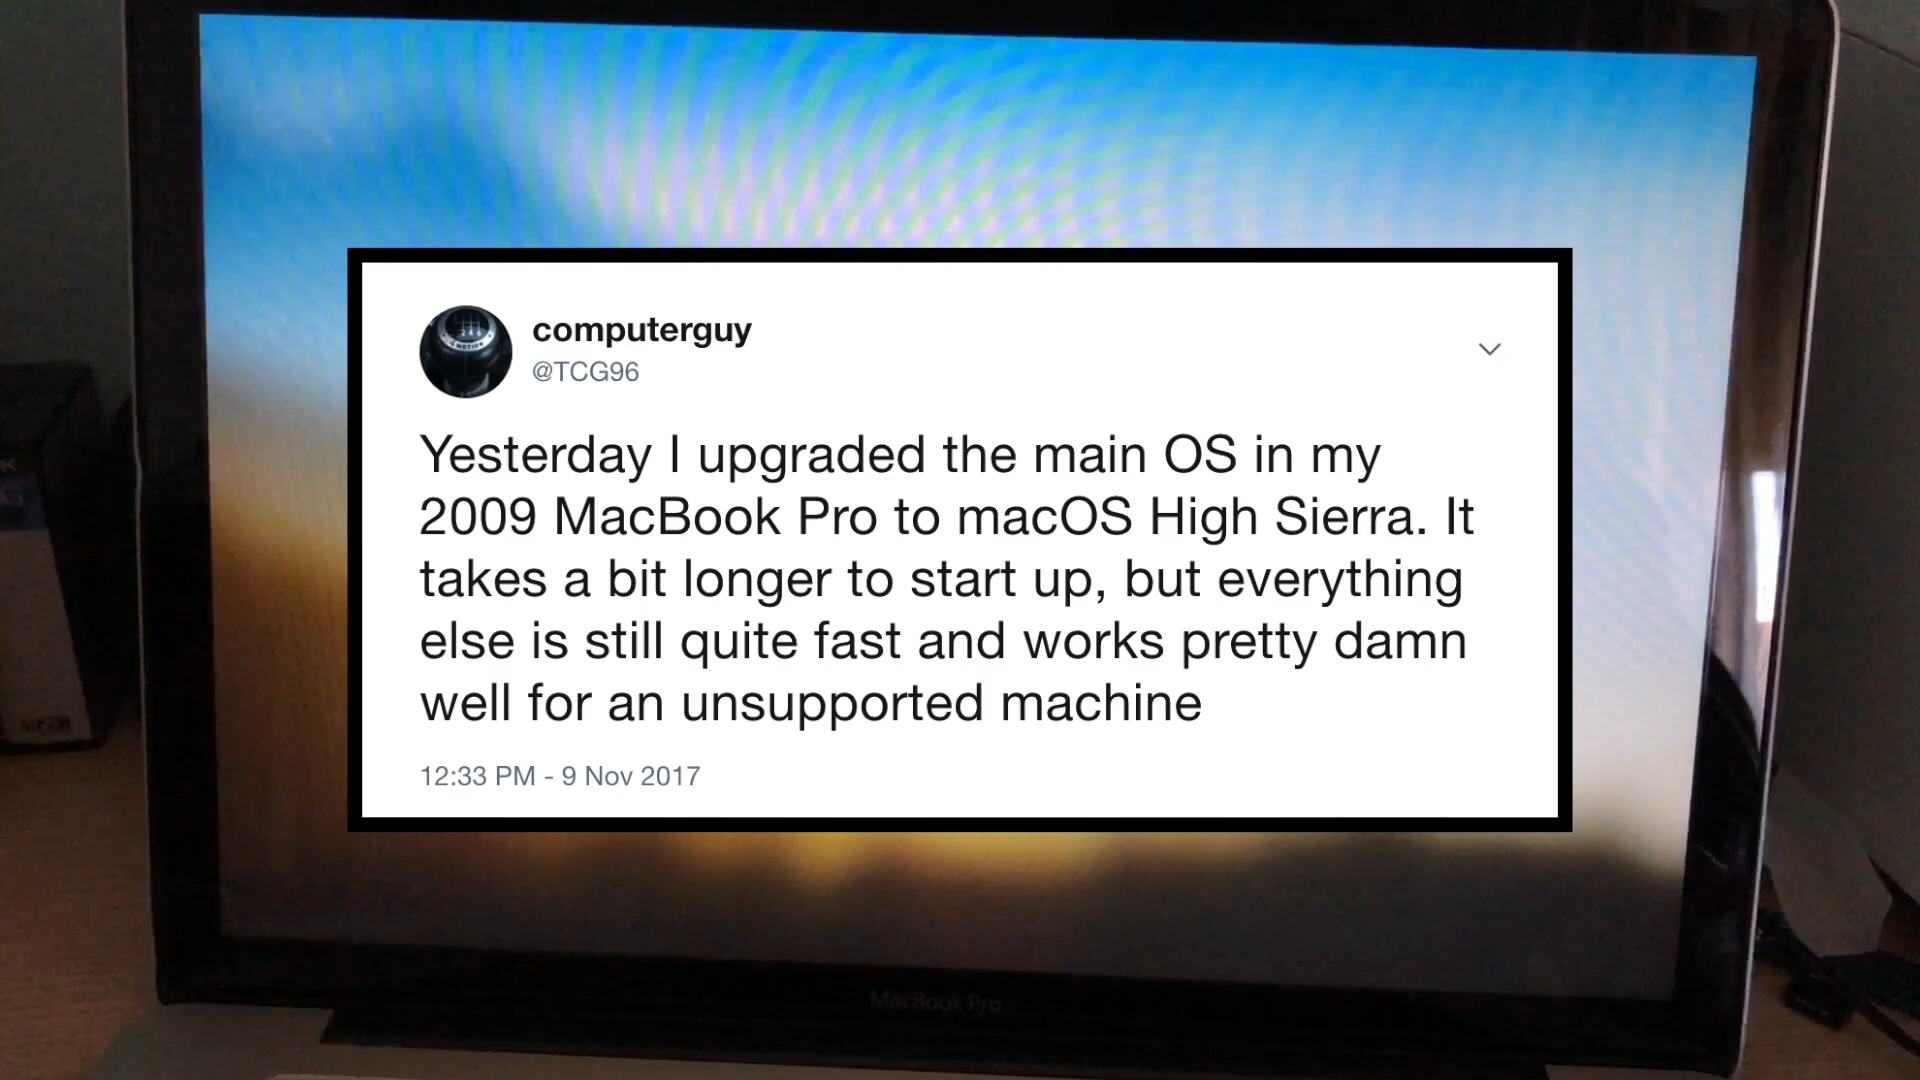 computerguy
@TCG96
Yesterday I upgraded the main OS in my
2009 MacBook Pro to macOS High Sierra. It
takes a bit longer to start up, but everything
else is still quite fast and works pretty damn
well for an unsupported machine
12:33 PM - 9 Nov 2017
MacBook Pro